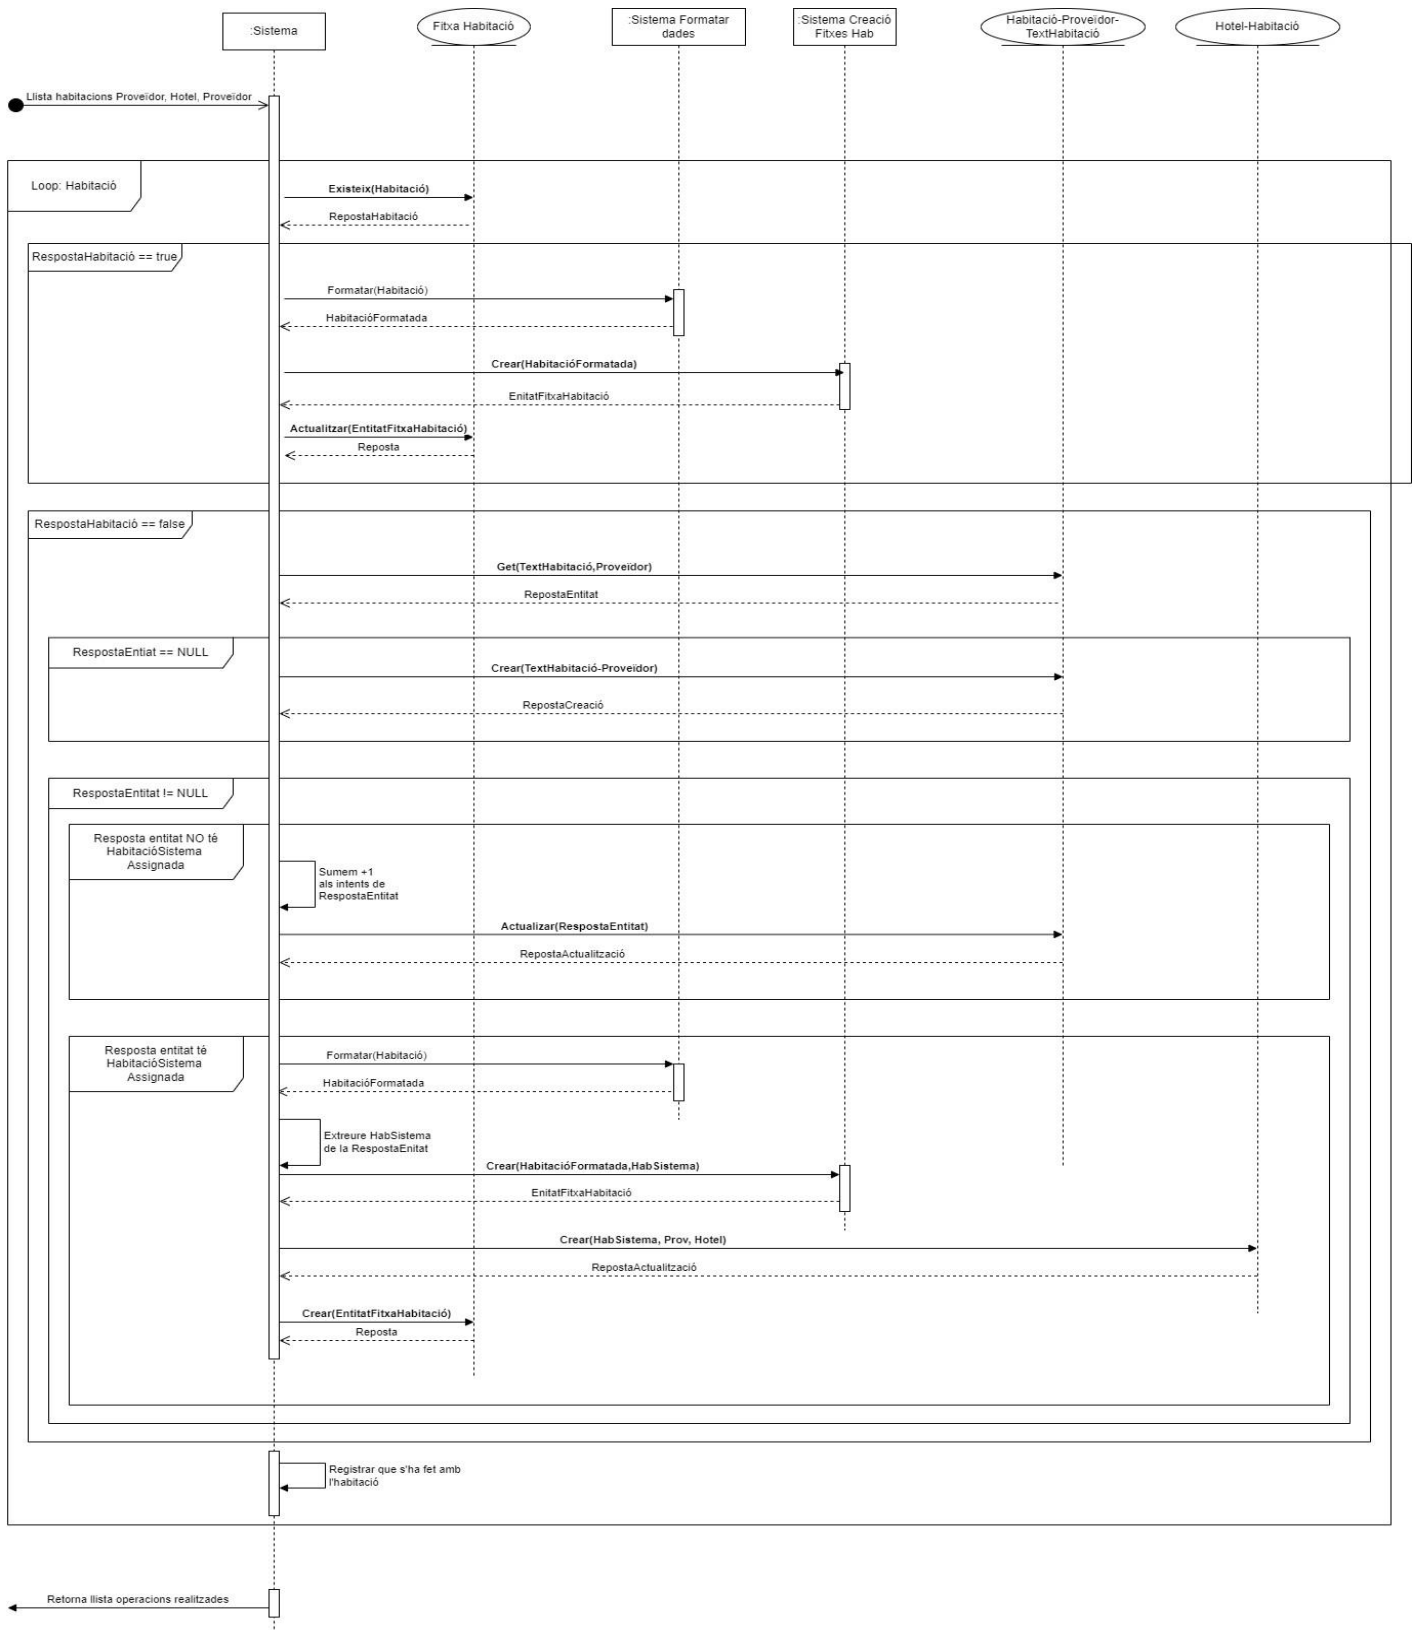 :Sistema
Fitxa Habitació
:Sistema Formatar
dades
:Sistema Creació
Fitxes Hab
Habitació-Proveïdor-
TextHabitació
Hotel-Habitació
Llista habitacions Proveïdor, Hotel, Proveïdor
Loop: Habitació
Existeix(Habitació)
RepostaHabitació
RespostaHabitació == true
Formatar(Habitació)
HabitacióFormatada
Crear(HabitacióFormatada)
EnitatFitxaHabitació
Actualitzar(EntitatFitxaHabitació)
Reposta
RespostaHabitació == false
Get(TextHabitació,Proveïdor)
RepostaEntitat
RespostaEntiat == NULL
Crear(TextHabitació-Proveïdor)
RepostaCreació
RespostaEntitat != NULL
Resposta entitat NO té
HabitacióSistema
Assignada
Sumem +1
als intents de
RespostaEntitat
Actualizar(RespostaEntitat)
RepostaActualització
Resposta entitat té
HabitacióSistema
Assignada
Formatar(Habitació)
HabitacióFormatada
Extreure HabSistema
de la RespostaEnitat
Crear(HabitacióFormatada,HabSistema)
EnitatFitxaHabitació
Crear(HabSistema, Prov, Hotel)
RepostaActualització
Crear(EntitatFitxaHabitació)
Reposta
Registrar que s'ha fet amb
l'habitació
Retorna llista operacions realitzades